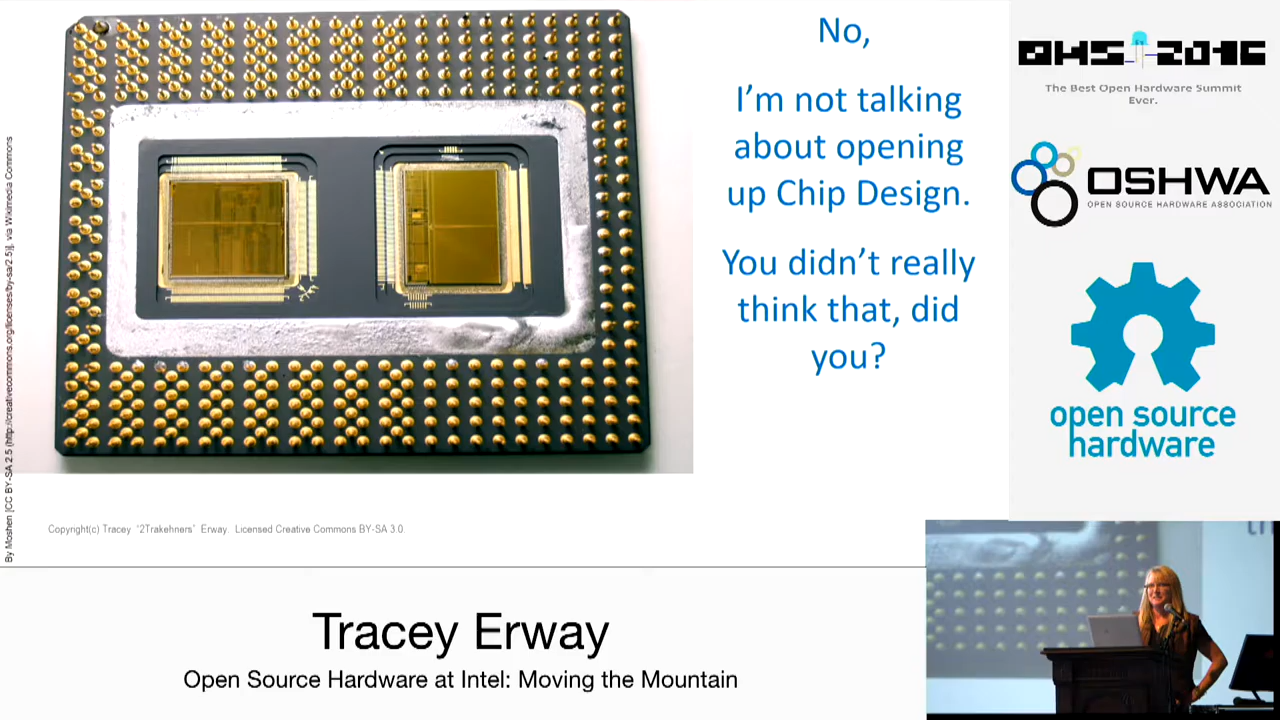 No,
I'm not talking
about opening
up Chip Design.
You didn't really
think that, did
you?
By Moshen [CC BY-SA 2.5 (http://creativecommons.org/licenses/by-sa/2.5)], via Wikimedia Commons
Copyright(c) Tracey "2Trakehners" Erway. Licensed Creative Commons BY-SA 3.0.
OHS 2016
The Best Open Hardware Summit
Ever.
OSHWA
OPEN SOURCE HARDWARE ASSOCIATION
open source
hardware
Tracey Erway
Open Source Hardware at Intel: Moving the Mountain